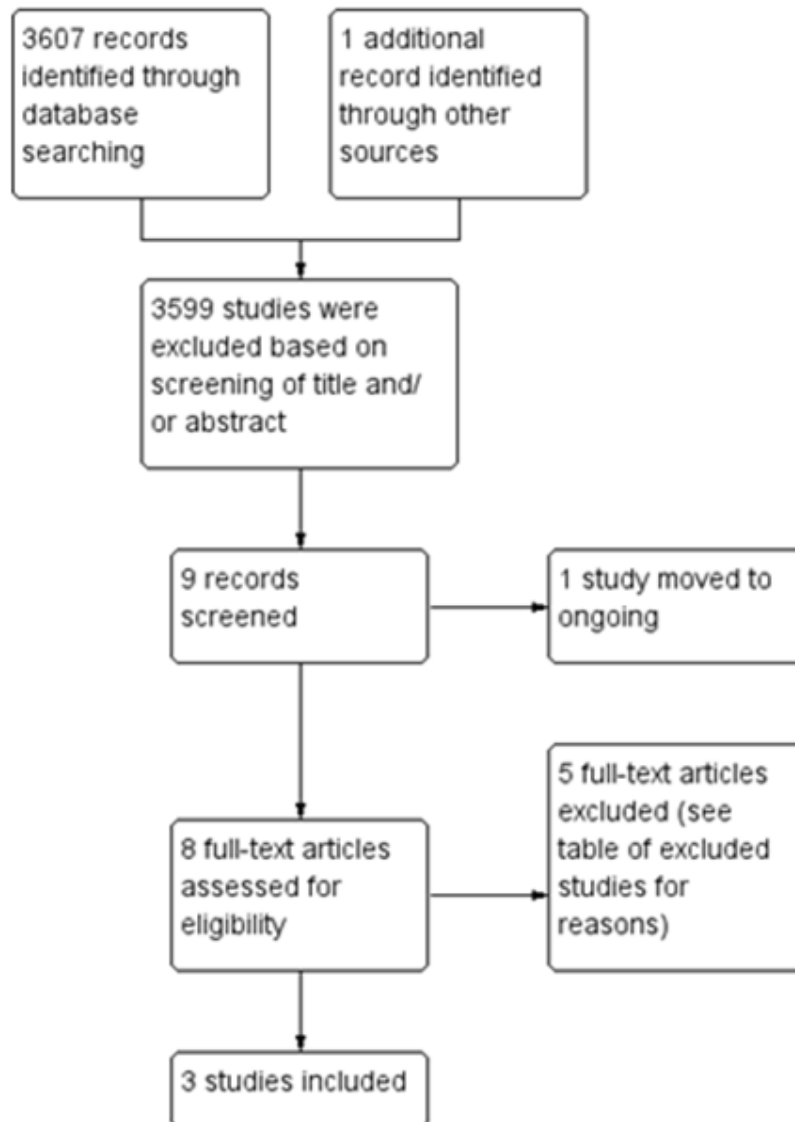 3607 records
identified through
database
searching
1 additional
record identified
through other
sources
3599 studies were
excluded based on
screening of title and/
or abstract
9 records
screened
1 study moved to
ongoing
5 full-text articles
excluded (see
table of excluded
studies for
reasons)
8 full-text articles
assessed for
eligibility
3 studies included